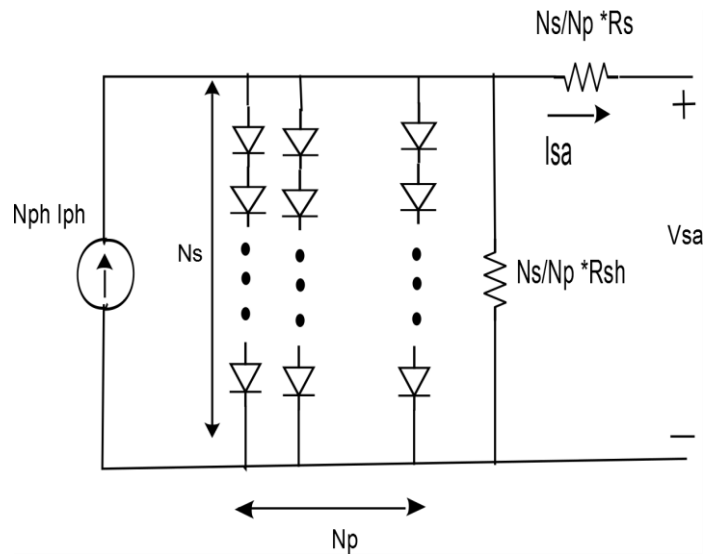 Ns/Np *Rs
+
Isa
Nph Iph
Ns
Vsa
Ns/Np *Rsh
−
Np